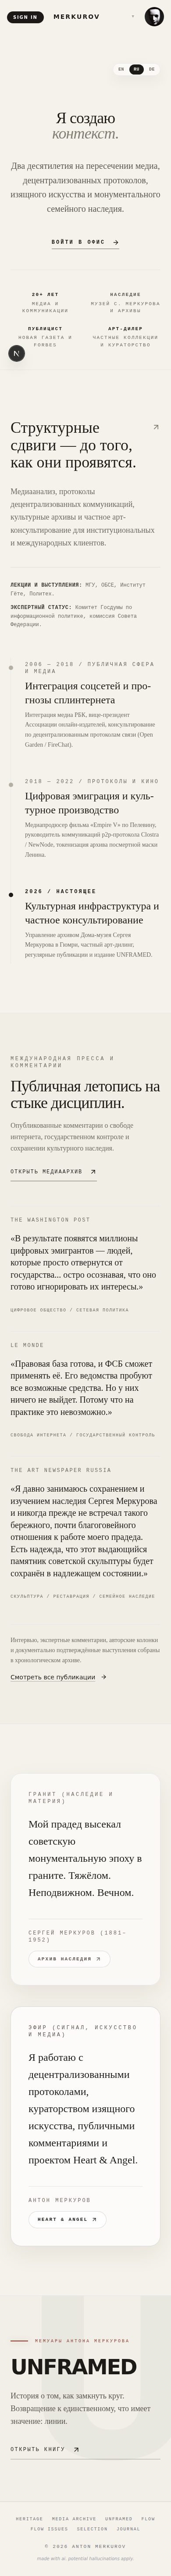 SIGN IN
MERKUROV
EN RU DE
Я создаю
контекст.
Два десятилетия на пересечении медиа,
децентрализованных протоколов,
изящного искусства и монументального
семейного наследия.
ВОЙТИ В ОФИС →
20+ ЛЕТ
МЕДИА И
КОММУНИКАЦИИ
НАСЛЕДИЕ
МУЗЕЙ С. МЕРКУРОВА
И АРХИВЫ
ПУБЛИЦИСТ
НОВАЯ ГАЗЕТА И
FORBES
АРТ-ДИЛЕР
ЧАСТНЫЕ КОЛЛЕКЦИИ
И КУРАТОРСТВО
N
Структурные
сдвиги — до того,
как они проявятся.
Медиаанализ, протоколы
децентрализованных коммуникаций,
культурные архивы и частное арт-
консультирование для институциональных
и международных клиентов.
ЛЕКЦИИ И ВЫСТУПЛЕНИЯ: МГУ, ОБСЕ, Институт
Гёте, Политех.
ЭКСПЕРТНЫЙ СТАТУС: Комитет Госдумы по
информационной политике, комиссия Совета
Федерации.
2006 — 2010 / ПУБЛИЧНАЯ СФЕРА
И МЕДИА
Интеграция соцсетей и про-
гнозы сплинтернета
Интеграция медиа РБК, вице-президент
Ассоциации онлайн-издателей, консультирование
по децентрализованным протоколам связи (Open
Garden / FireChat).
2018 — 2022 / ПРОТОКОЛЫ И КИНО
Цифровая эмиграция и куль-
турное производство
Медиапродюсер фильма «Empire V» по Пелевину,
руководитель коммуникаций p2p-протокола Clostra
/ NewNode, токенизация архива посмертной маски
Ленина.
2026 / НАСТОЯЩЕЕ
Культурная инфраструктура и
частное консультирование
Управление архивом Дома-музея Сергея
Меркурова в Гюмри, частный арт-дилинг,
регулярные публикации и издание UNFRAMED.
МЕЖДУНАРОДНАЯ ПРЕССА И
КОММЕНТАРИИ
Публичная летопись на
стыке дисциплин.
Опубликованные комментарии о свободе
интернета, государственном контроле и
сохранении культурного наследия.
ОТКРЫТЬ МЕДИААРХИВ
THE WASHINGTON POST
«В результате появятся миллионы
цифровых эмигрантов — людей,
которые просто отвернутся от
государства... остро осознавая, что оно
готово игнорировать их интересы.»
ЦИФРОВОЕ ОБЩЕСТВО / СЕТЕВАЯ ПОЛИТИКА
LE MONDE
«Правовая база готова, и ФСБ сможет
применять её. Его ведомства пробуют
все возможные средства. Но у них
ничего не выйдет. Потому что на
практике это невозможно.»
СВОБОДА ИНТЕРНЕТА / ГОСУДАРСТВЕННЫЙ КОНТРОЛЬ
THE ART NEWSPAPER RUSSIA
«Я давно занимаюсь сохранением и
изучением наследия Сергея Меркурова
и никогда прежде не встречал такого
бережного, почти благоговейного
отношения к работе моего прадеда.
Есть надежда, что этот выдающийся
памятник советской скульптуры будет
сохранён в надлежащем состоянии.»
СКУЛЬПТУРА / РЕСТАВРАЦИЯ / СЕМЕЙНОЕ НАСЛЕДИЕ
Интервью, экспертные комментарии, авторские колонки
и документально подтверждённые выступления собраны
в хронологическом архиве.
Смотреть все публикации →
ГРАНИТ (НАСЛЕДИЕ И
МАТЕРИЯ)
Мой прадед высекал
советскую
монументальную эпоху в
граните. Тяжёлом.
Неподвижном. Вечном.
СЕРГЕЙ МЕРКУРОВ (1881–
1952)
АРХИВ НАСЛЕДИЯ
ЭФИР (СИГНАЛ, ИСКУССТВО
И МЕДИА)
Я работаю с
децентрализованными
протоколами,
кураторством изящного
искусства, публичными
комментариями и
проектом Heart & Angel.
АНТОН МЕРКУРОВ
HEART & ANGEL
МЕМУАРЫ АНТОНА МЕРКУРОВА
UNFRAMED
История о том, как замкнуть круг.
Возвращение к единственному, что имеет
значение: линии.
ОТКРЫТЬ КНИГУ
HERITAGE MEDIA ARCHIVE UNFRAMED FLOW
FLOW ISSUES SELECTION JOURNAL
© 2026 ANTON MERKUROV
made with ai. potential hallucinations apply.